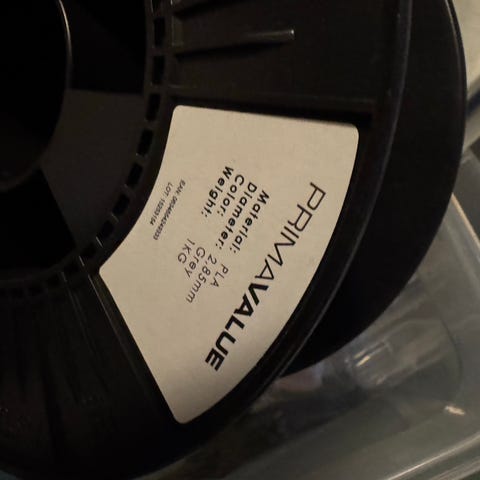 PRIMAVALUE
Material: PLA
Diameter: 2.85mm
Color: Grey
Weight: 1KG